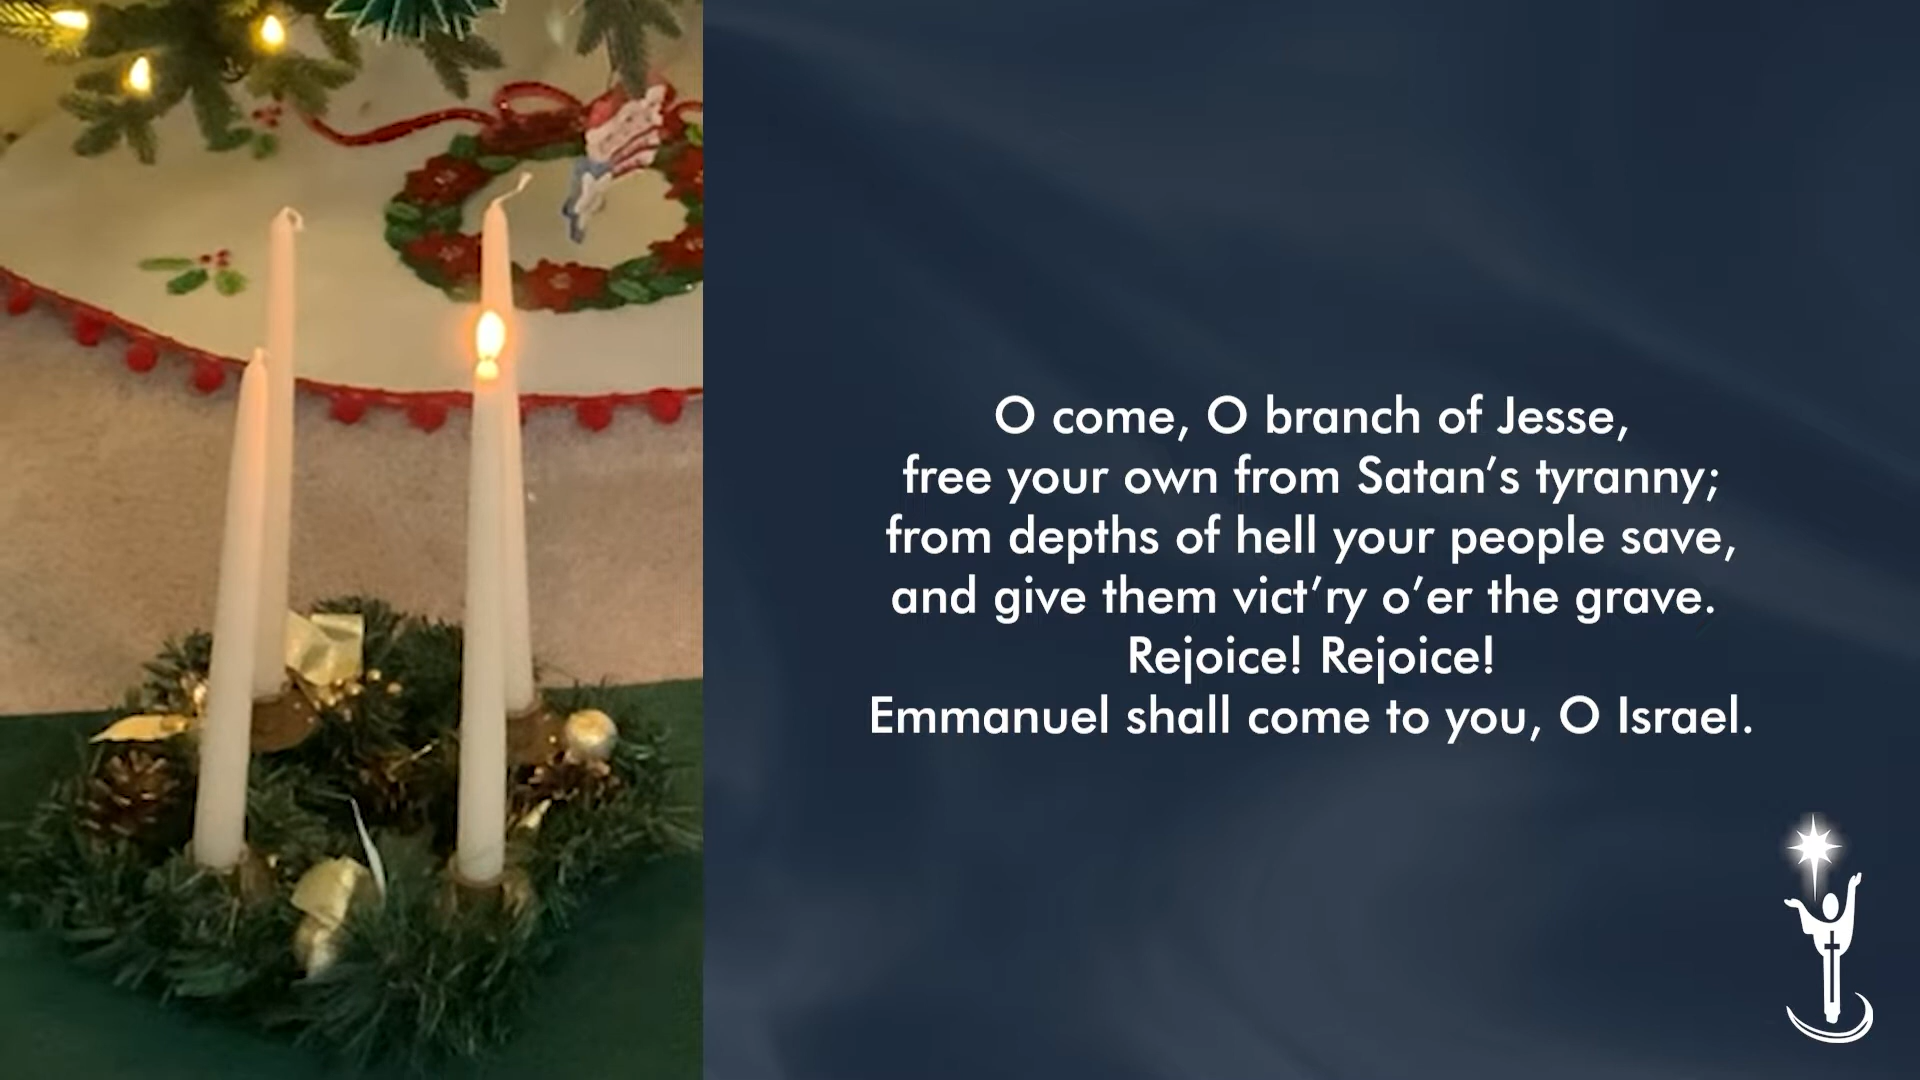 O come, O branch of Jesse,
free your own from Satan’s tyranny;
from depths of hell your people save,
and give them vict’ry o’er the grave.
Rejoice! Rejoice!
Emmanuel shall come to you, O Israel.